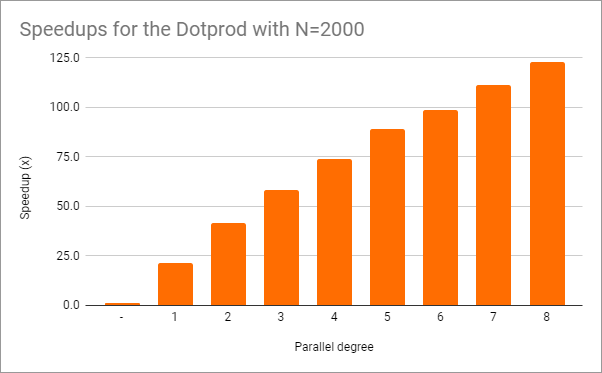 Speedups for the Dotprod with N=2000
125.0
100.0
75.0
50.0
25.0
0.0
Speedup (x)
- 1 2 3 4 5 6 7 8
Parallel degree